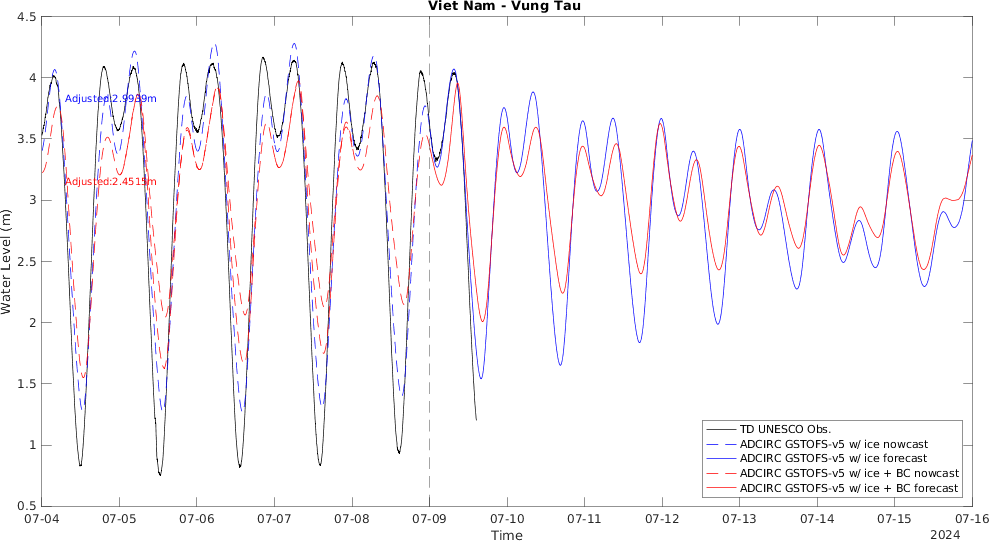 Viet Nam - Vung Tau
Water Level (m)
4.5
4
3.5
3
2.5
2
1.5
1
0.5
Adjusted:2.9939m
Adjusted:2.4515m
TD UNESCO Obs.
ADCIRC GSTOFS-v5 w/ ice nowcast
ADCIRC GSTOFS-v5 w/ ice forecast
ADCIRC GSTOFS-v5 w/ ice + BC nowcast
ADCIRC GSTOFS-v5 w/ ice + BC forecast
07-04 07-05 07-06 07-07 07-08 07-09 07-10 07-11 07-12 07-13 07-14 07-15 07-16
Time
2024